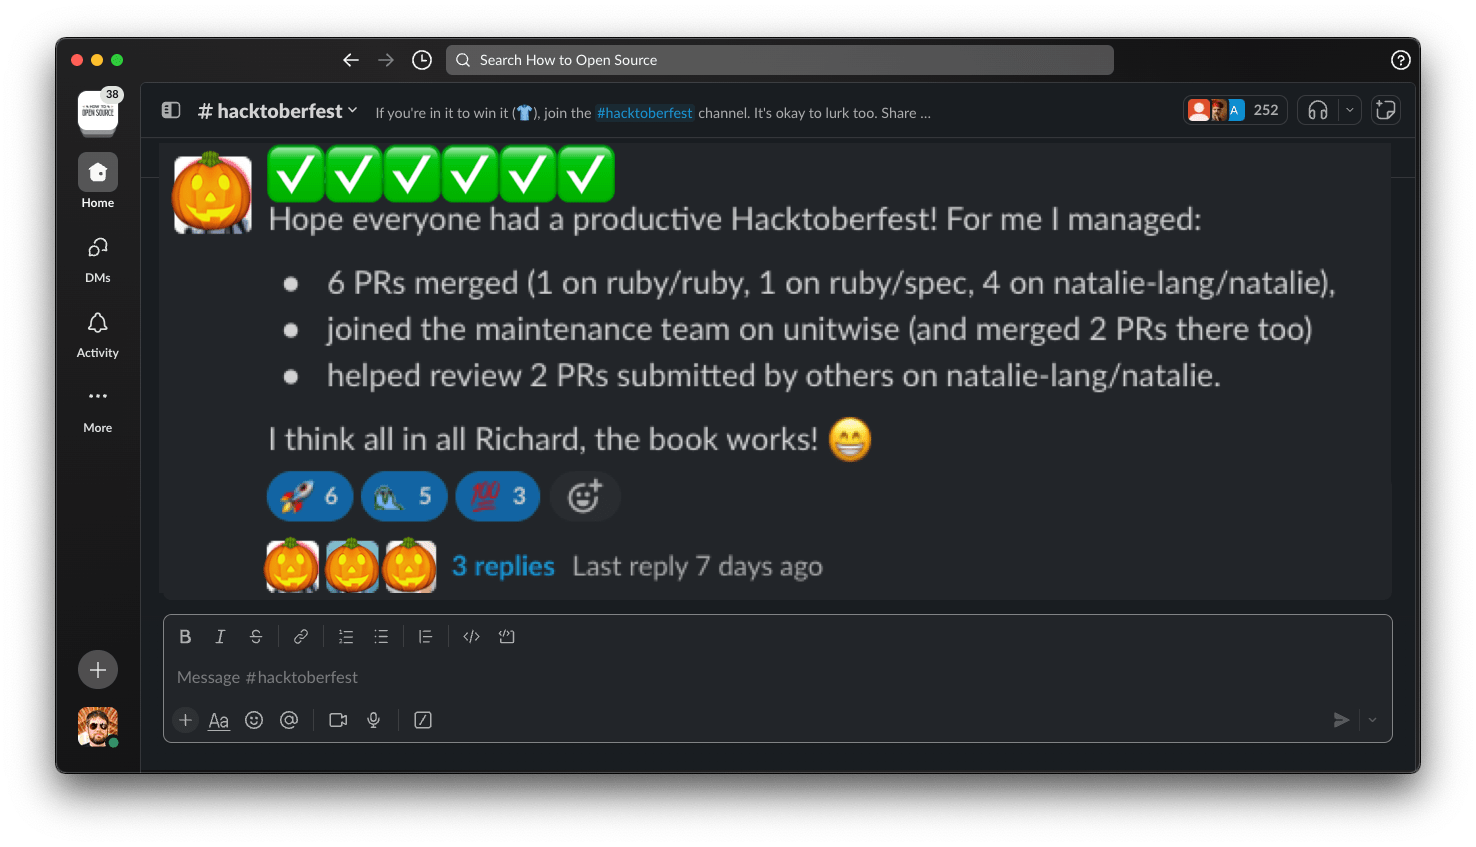 Search How to Open Source
38
HOW TO
OPEN SOURCE
# hacktoberfest
If you're in it to win it (👕), join the #hacktoberfest channel. It's okay to lurk too. Share ...
A
252
Home
DMs
Activity
More
✅✅✅✅✅✅
Hope everyone had a productive Hacktoberfest! For me I managed:
• 6 PRs merged (1 on ruby/ruby, 1 on ruby/spec, 4 on natalie-lang/natalie),
• joined the maintenance team on unitwise (and merged 2 PRs there too)
• helped review 2 PRs submitted by others on natalie-lang/natalie.
I think all in all Richard, the book works! 😁
🚀 6
5
💯 3
3 replies Last reply 7 days ago
B I S
Message #hacktoberfest
+ Aa @